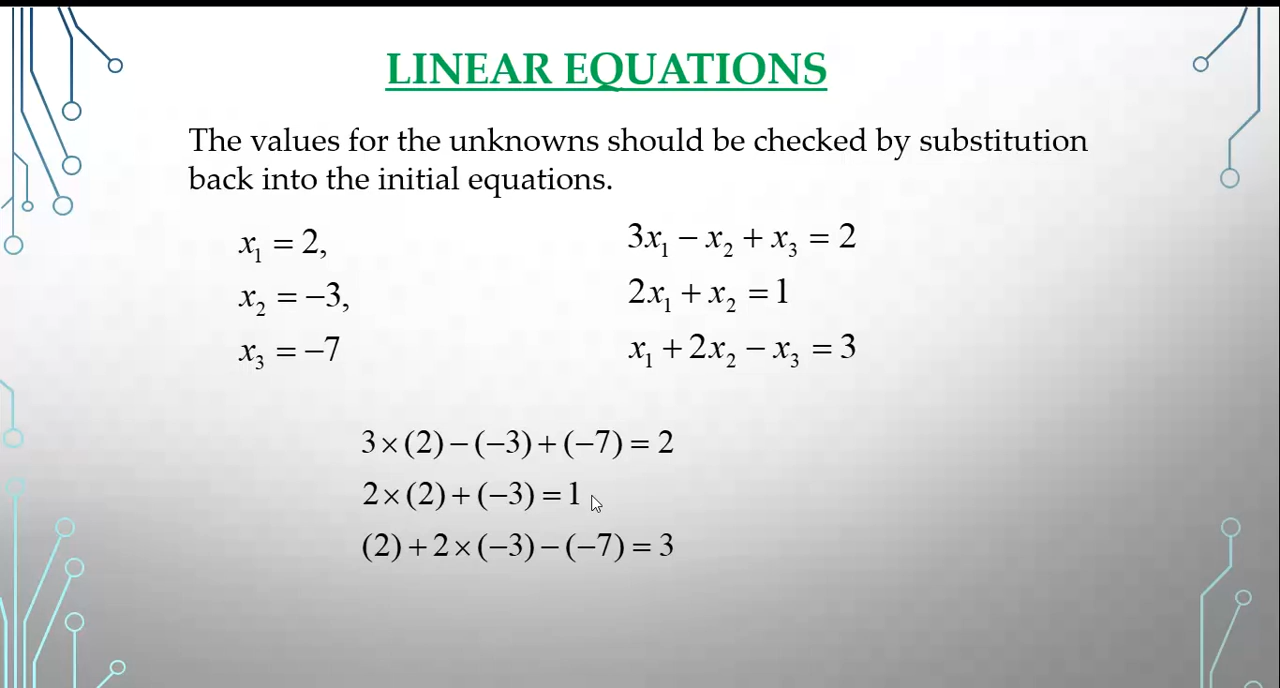 LINEAR EQUATIONS
The values for the unknowns should be checked by substitution
back into the initial equations.
x₁ = 2,
x₂ = −3,
x₃ = −7
3x₁ − x₂ + x₃ = 2
2x₁ + x₂ = 1
x₁ + 2x₂ − x₃ = 3
3×(2)−(−3)+(−7) = 2
2×(2)+(−3) = 1
(2)+2×(−3)−(−7) = 3